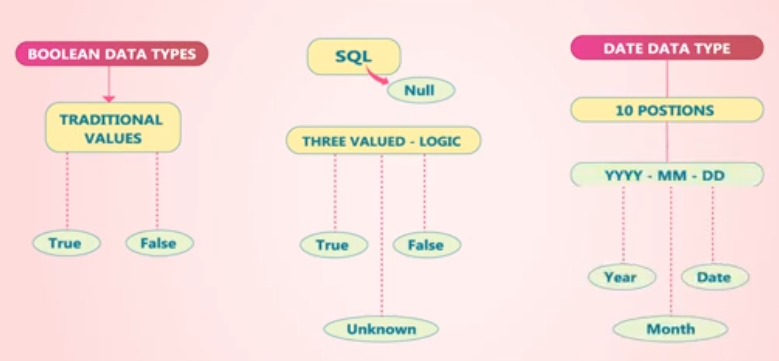 BOOLEAN DATA TYPES
TRADITIONAL
VALUES
True
False
SQL
Null
THREE VALUED - LOGIC
True
False
Unknown
DATE DATA TYPE
10 POSTIONS
YYYY - MM - DD
Year
Date
Month